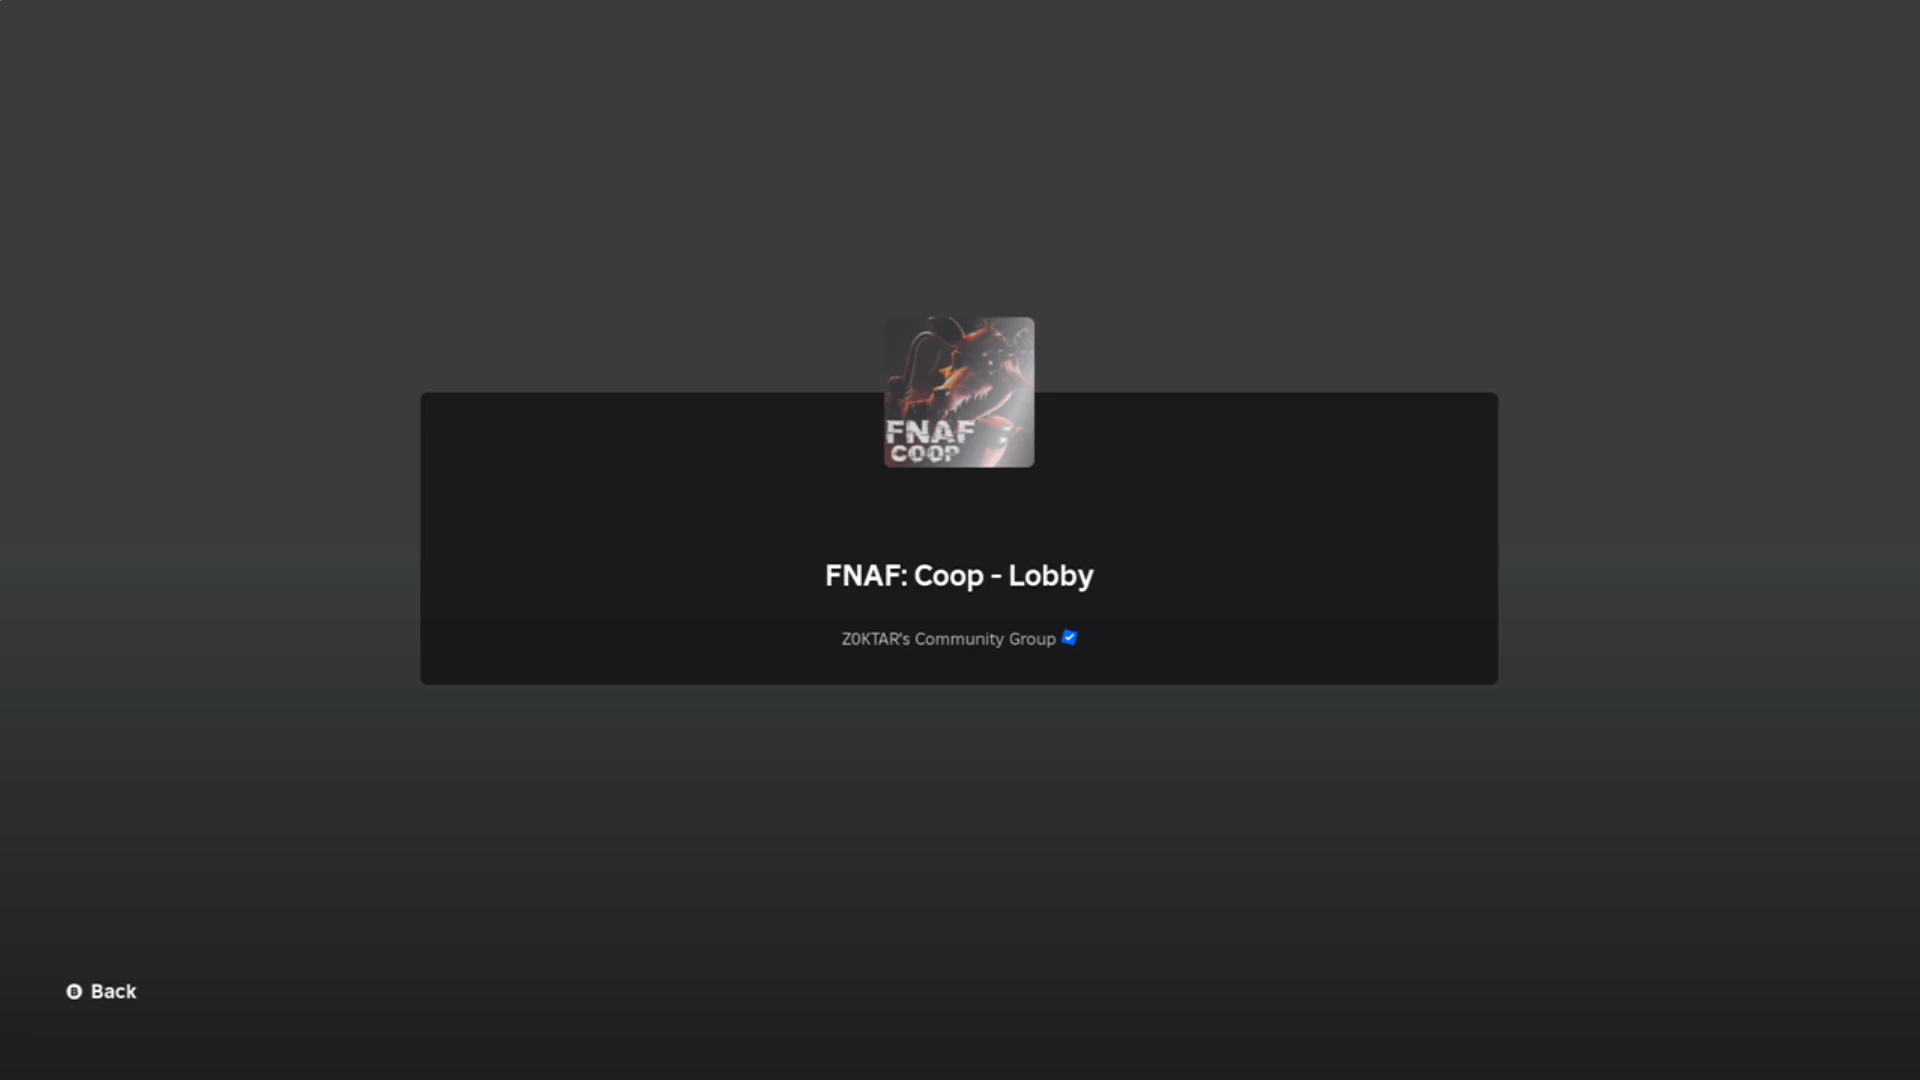 FNAF
COOP
FNAF: Coop - Lobby
Z0KTAR's Community Group
B Back